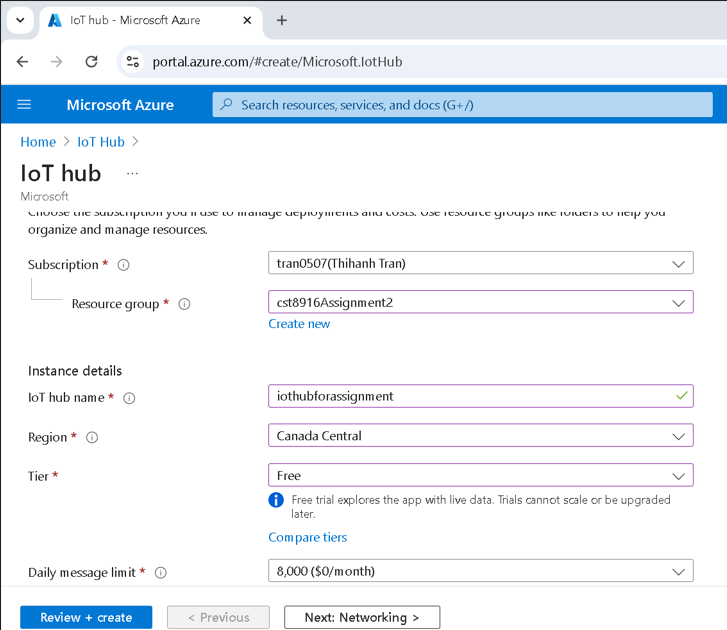 IoT hub - Microsoft Azure
portal.azure.com/#create/Microsoft.IotHub
Microsoft Azure
Search resources, services, and docs (G+/)
Home > IoT Hub >
IoT hub ...
Microsoft
Choose the subscription you'll use to manage deployments and costs. Use resource groups like folders to help you
organize and manage resources.
Subscription *
tran0507(Thihanh Tran)
Resource group *
cst8916Assignment2
Create new
Instance details
IoT hub name *
iothubforassignment
Region *
Canada Central
Tier *
Free
Free trial explores the app with live data. Trials cannot scale or be upgraded
later.
Compare tiers
Daily message limit *
8,000 ($0/month)
Review + create
< Previous
Next: Networking >